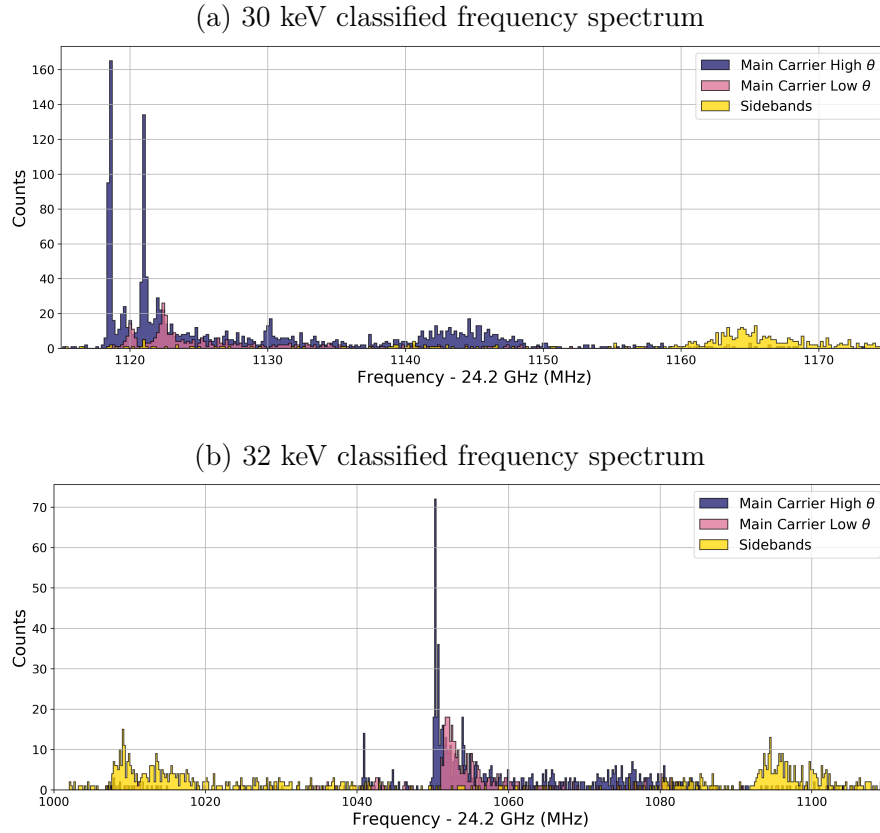 (a) 30 keV classified frequency spectrum
160
140
120
100
80
60
40
20
0
Counts
Main Carrier High θ
Main Carrier Low θ
Sidebands
1120
1130
1140
1150
1160
1170
Frequency - 24.2 GHz (MHz)
(b) 32 keV classified frequency spectrum
70
60
50
40
30
20
10
0
Counts
Main Carrier High θ
Main Carrier Low θ
Sidebands
1000
1020
1040
1060
1080
1100
Frequency - 24.2 GHz (MHz)